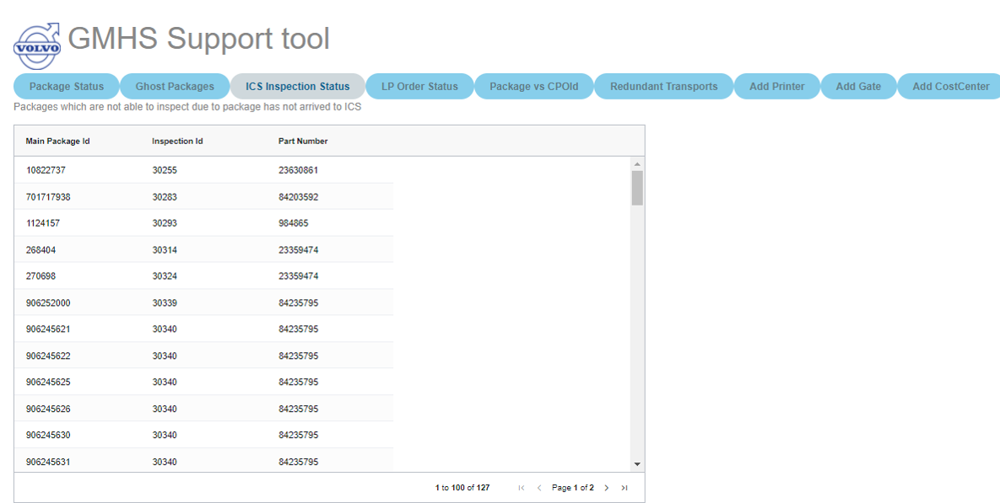 VOLVO GMHS Support tool
Package Status Ghost Packages ICS Inspection Status LP Order Status Package vs CPOId Redundant Transports Add Printer Add Gate Add CostCenter
Packages which are not able to inspect due to package has not arrived to ICS
Main Package Id Inspection Id Part Number
10822737 30255 23630861
701717938 30283 84203592
1124157 30293 984865
268404 30314 23359474
270698 30324 23359474
906252000 30339 84235795
906245621 30340 84235795
906245622 30340 84235795
906245625 30340 84235795
906245626 30340 84235795
906245630 30340 84235795
906245631 30340 84235795
1 to 100 of 127 Page 1 of 2